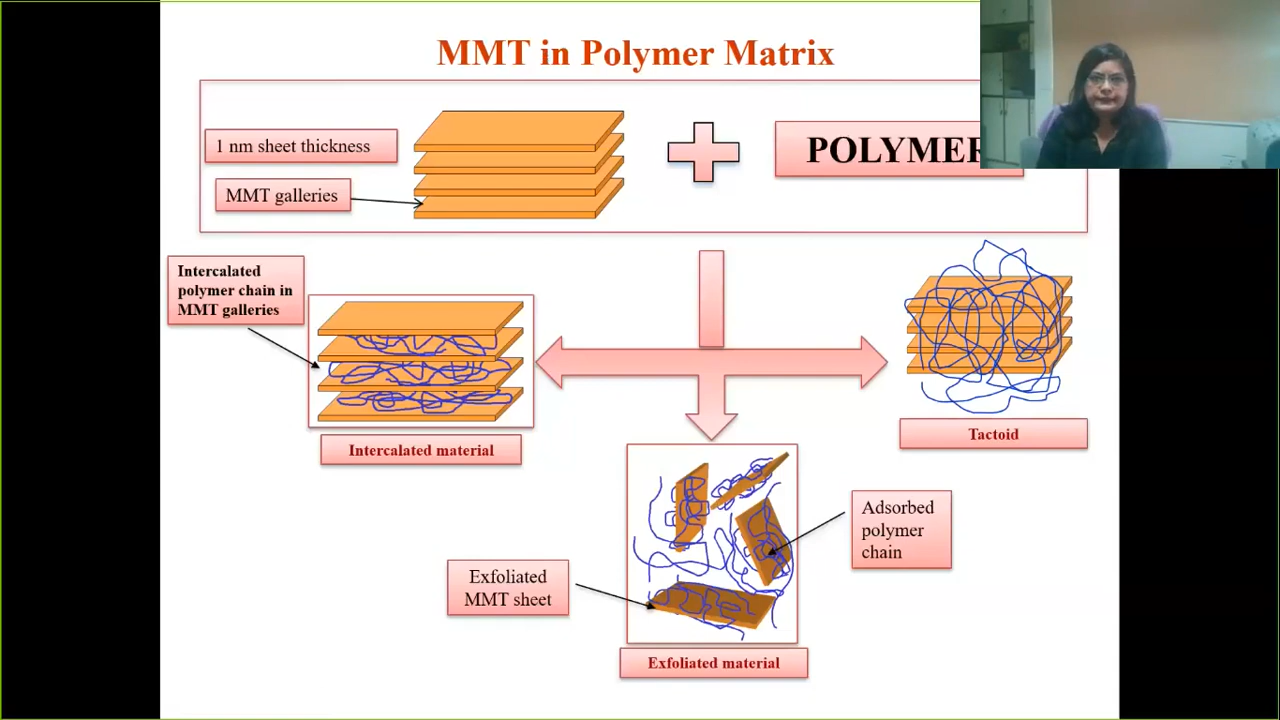 MMT in Polymer Matrix
1 nm sheet thickness
MMT galleries
POLYMER
Intercalated
polymer chain in
MMT galleries
Intercalated material
Tactoid
Adsorbed
polymer
chain
Exfoliated
MMT sheet
Exfoliated material